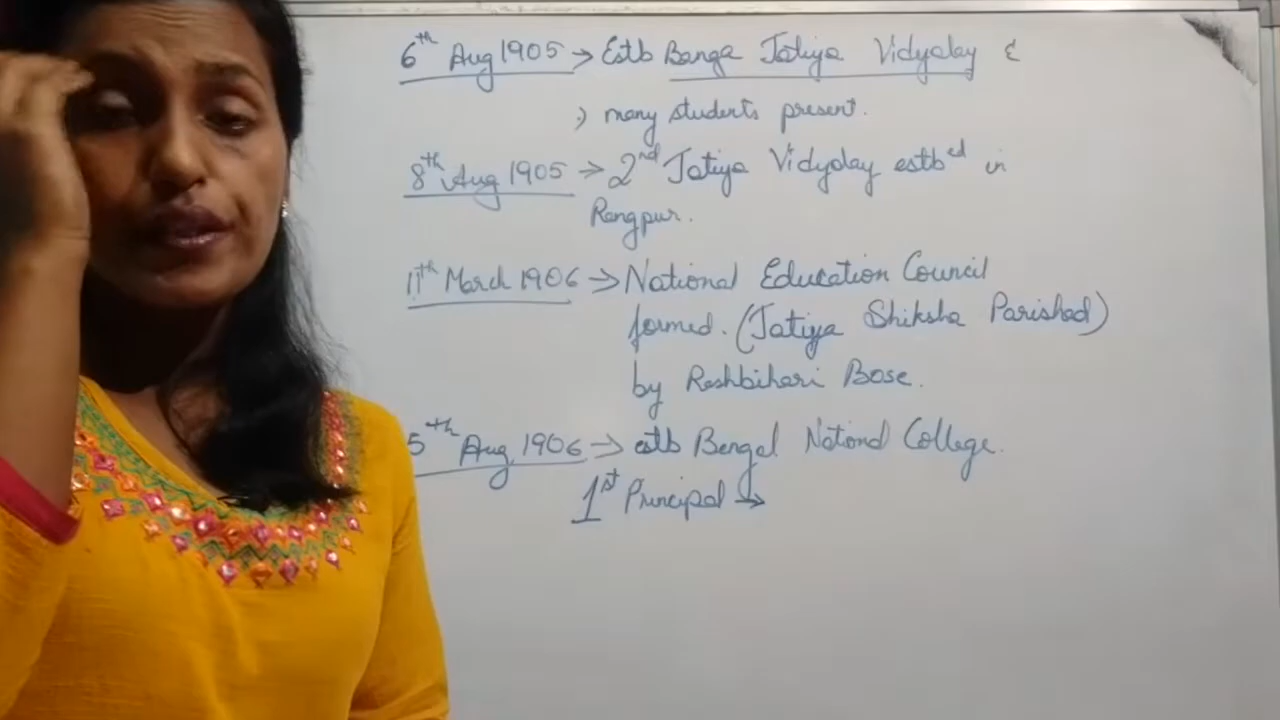 6th Aug 1905 → Estb Banga Jatiya Vidyalay &
→ many students present.
8th Aug 1905 → 2nd Jatiya Vidyalay estbed in
Rangpur.
11th March 1906 → National Education Council
formed. (Jatiya Shiksha Parishad)
by Rashbihari Bose.
5th Aug 1906 → estb Bengal National College.
1st Principal →